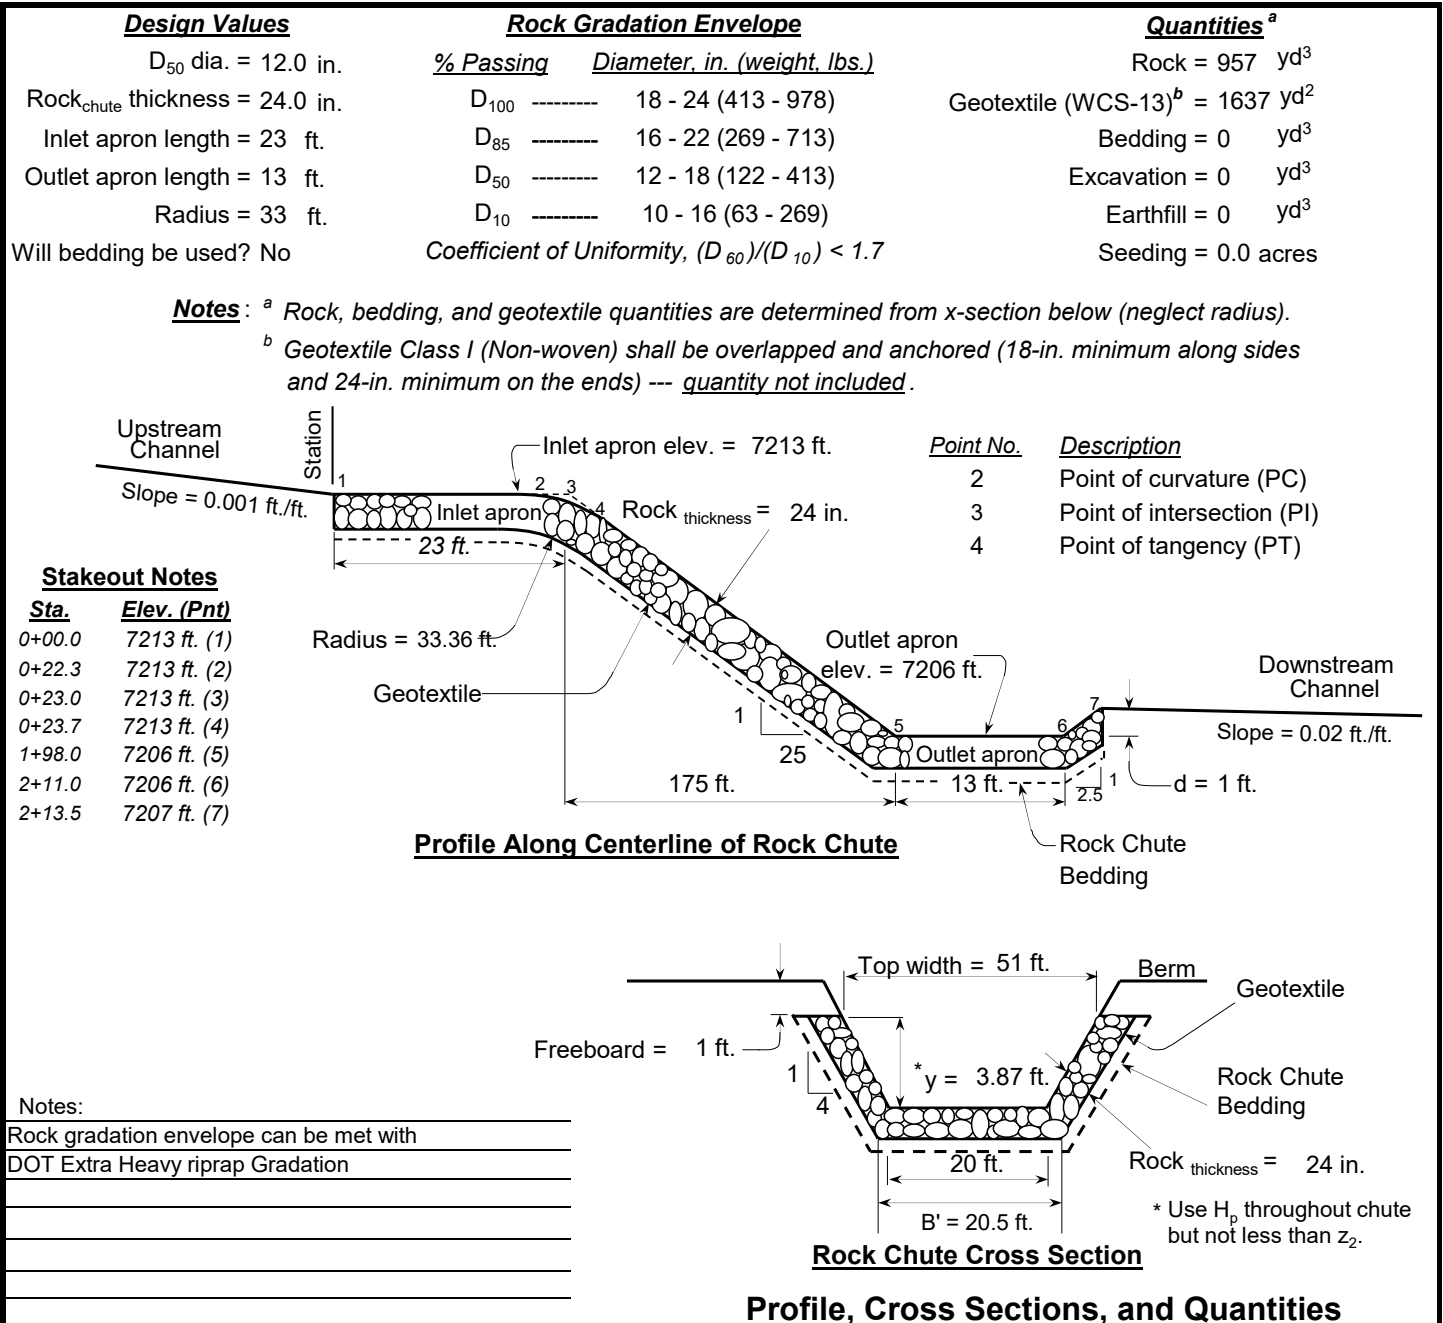 Design Values
D50 dia. = 12.0 in.
Rockchute thickness = 24.0 in.
Inlet apron length = 23 ft.
Outlet apron length = 13 ft.
Radius = 33 ft.
Will bedding be used? No
Rock Gradation Envelope
% Passing Diameter, in. (weight, lbs.)
D100 --------- 18 - 24 (413 - 978)
D85 --------- 16 - 22 (269 - 713)
D50 --------- 12 - 18 (122 - 413)
D10 --------- 10 - 16 (63 - 269)
Coefficient of Uniformity, (D 60)/(D 10) < 1.7
Quantities a
Rock = 957 yd3
Geotextile (WCS-13)b = 1637 yd2
Bedding = 0 yd3
Excavation = 0 yd3
Earthfill = 0 yd3
Seeding = 0.0 acres
Notes: a Rock, bedding, and geotextile quantities are determined from x-section below (neglect radius).
b Geotextile Class I (Non-woven) shall be overlapped and anchored (18-in. minimum along sides
and 24-in. minimum on the ends) --- quantity not included.
Upstream
Channel
Slope = 0.001 ft./ft.
Station
1
Inlet apron elev. = 7213 ft.
2
3
4
Inlet apron
23 ft.
Rock thickness = 24 in.
Point No. Description
2 Point of curvature (PC)
3 Point of intersection (PI)
4 Point of tangency (PT)
Stakeout Notes
Sta. Elev. (Pnt)
0+00.0 7213 ft. (1)
0+22.3 7213 ft. (2)
0+23.0 7213 ft. (3)
0+23.7 7213 ft. (4)
1+98.0 7206 ft. (5)
2+11.0 7206 ft. (6)
2+13.5 7207 ft. (7)
Radius = 33.36 ft.
Geotextile
Outlet apron
elev. = 7206 ft.
1
25
5
6
7
Outlet apron
Downstream
Channel
Slope = 0.02 ft./ft.
175 ft.
13 ft.
2.5
1
d = 1 ft.
Rock Chute
Bedding
Profile Along Centerline of Rock Chute
Top width = 51 ft.
Berm
Geotextile
Freeboard = 1 ft.
1
4
*y = 3.87 ft.
Rock Chute
Bedding
20 ft.
Rock thickness = 24 in.
B' = 20.5 ft.
* Use Hp throughout chute
but not less than z2.
Rock Chute Cross Section
Notes:
Rock gradation envelope can be met with
DOT Extra Heavy riprap Gradation
Profile, Cross Sections, and Quantities